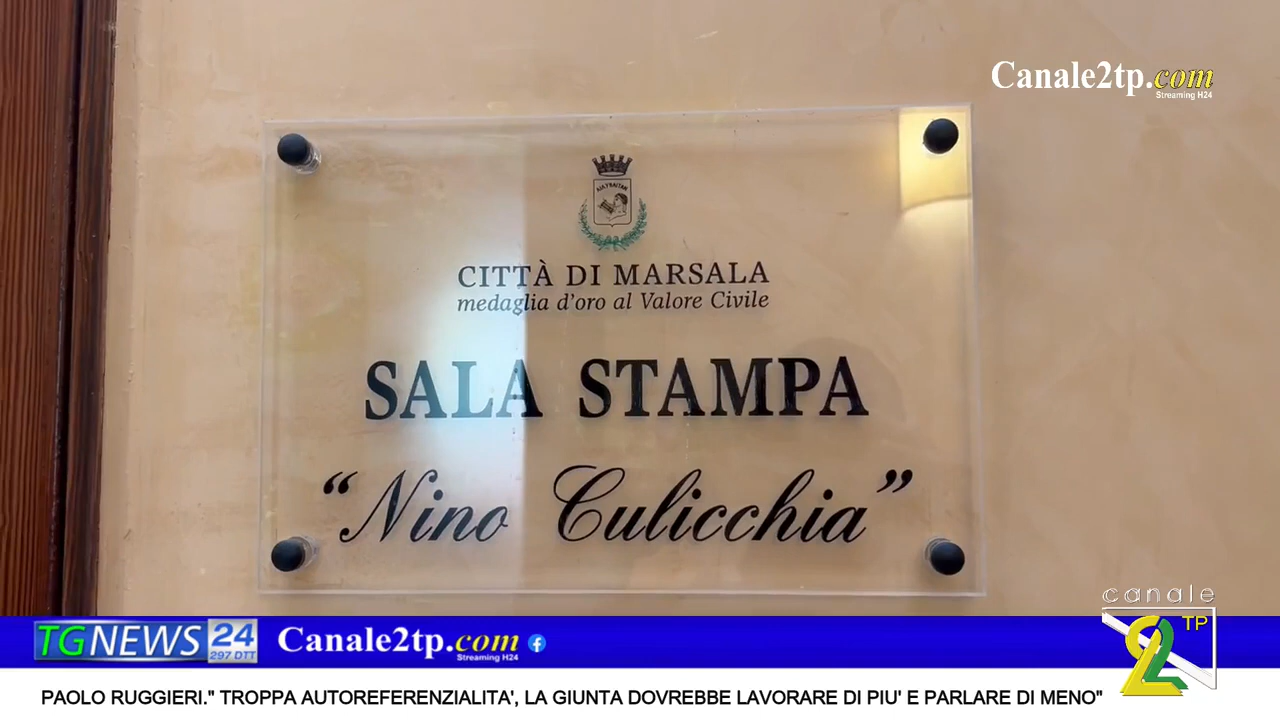 Canale2tp.com
Streaming H24
CITTÀ DI MARSALA
medaglia d'oro al Valore Civile
SALA STAMPA
“Nino Culicchia”
canale
TP
2
TGNEWS 24
297 DTT
Canale2tp.com
Streaming H24
PAOLO RUGGIERI." TROPPA AUTOREFERENZIALITA', LA GIUNTA DOVREBBE LAVORARE DI PIU' E PARLARE DI MENO"